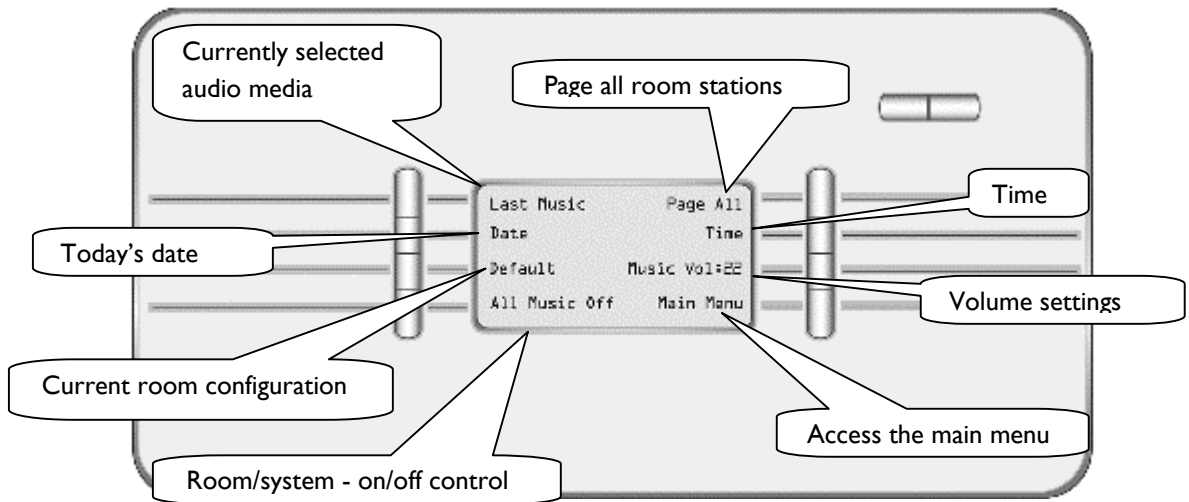 Currently selected
audio media
Page all room stations
Time
Today's date
Last Music
Page All
Date
Time
Default
Music Vol:22
All Music Off
Main Menu
Volume settings
Current room configuration
Access the main menu
Room/system - on/off control